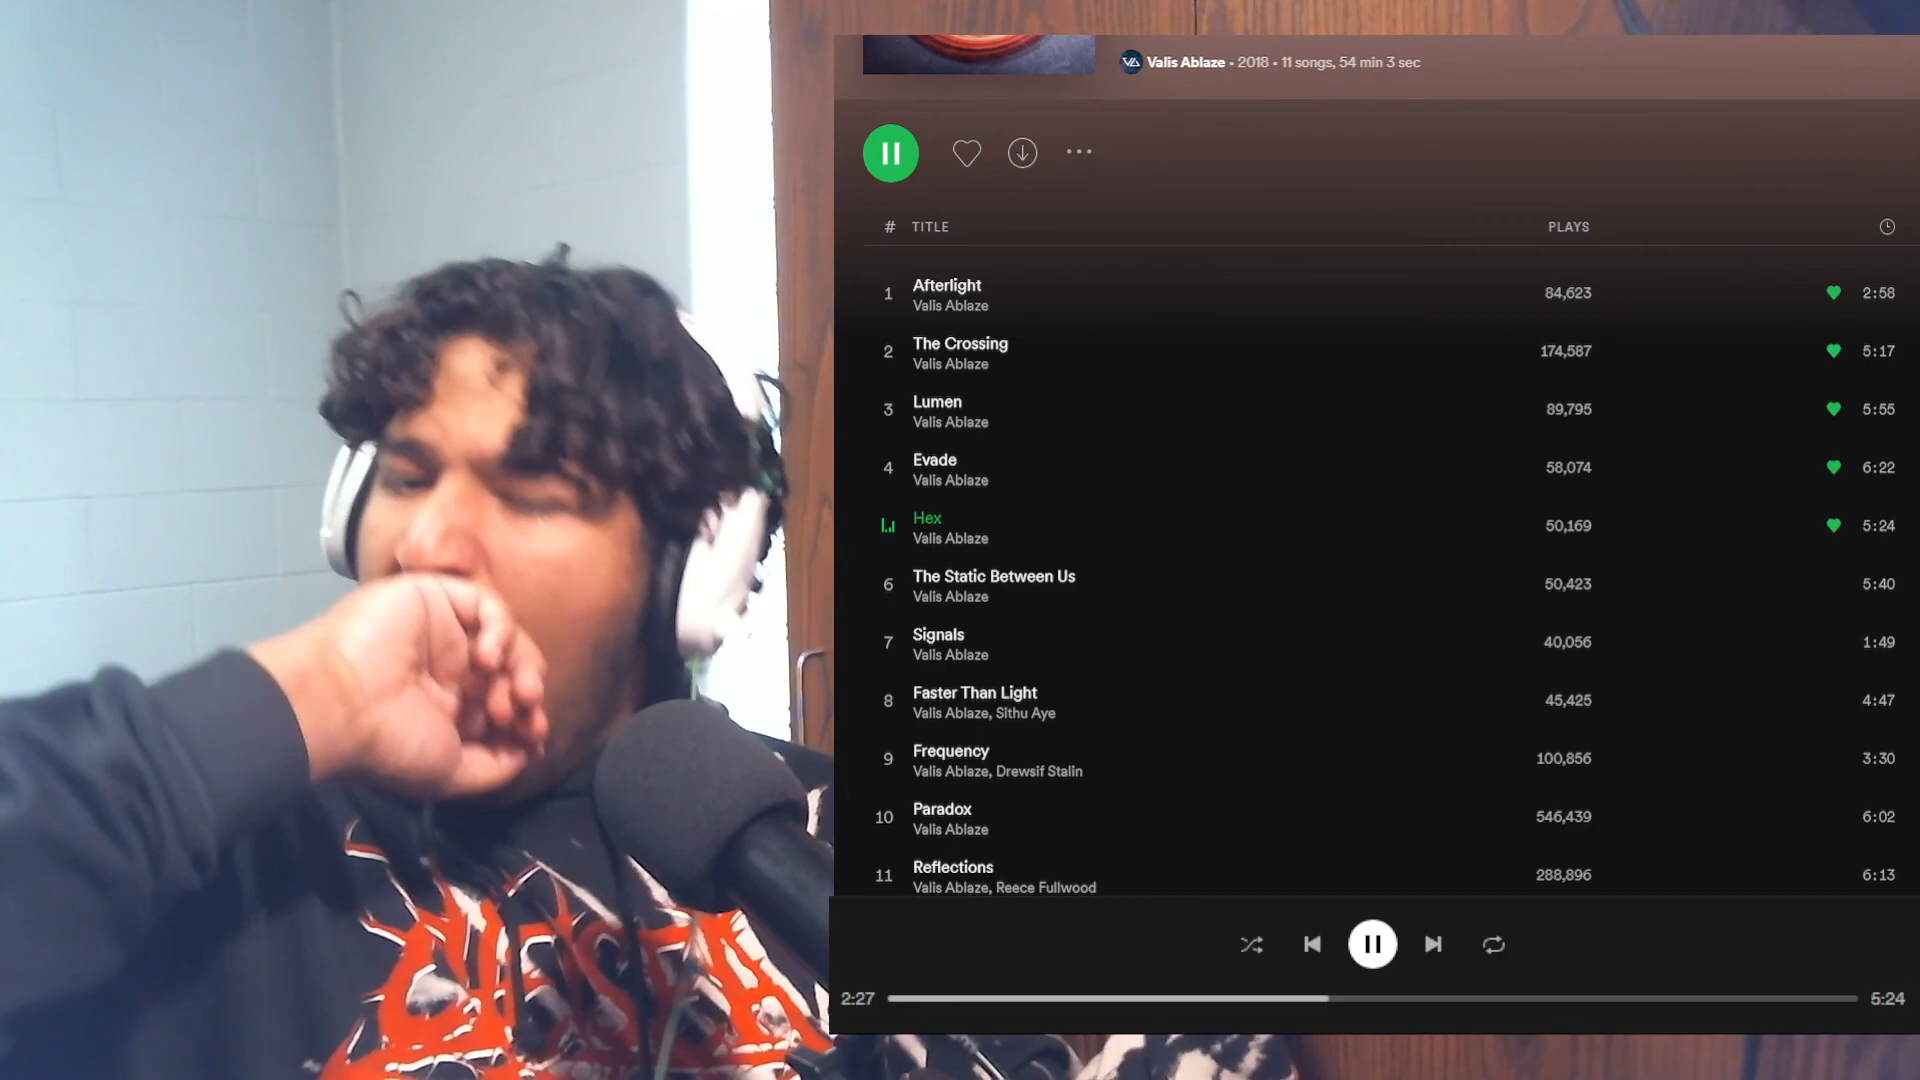 Valis Ablaze • 2018 • 11 songs, 54 min 3 sec
# TITLE PLAYS
1 Afterlight 84,623 2:58
Valis Ablaze
2 The Crossing 174,587 5:17
Valis Ablaze
3 Lumen 89,795 5:55
Valis Ablaze
4 Evade 58,074 6:22
Valis Ablaze
Hex 50,169 5:24
Valis Ablaze
6 The Static Between Us 50,423 5:40
Valis Ablaze
7 Signals 40,056 1:49
Valis Ablaze
8 Faster Than Light 45,425 4:47
Valis Ablaze, Sithu Aye
9 Frequency 100,856 3:30
Valis Ablaze, Drewsif Stalin
10 Paradox 546,439 6:02
Valis Ablaze
11 Reflections 288,896 6:13
Valis Ablaze, Reece Fullwood
2:27 5:24